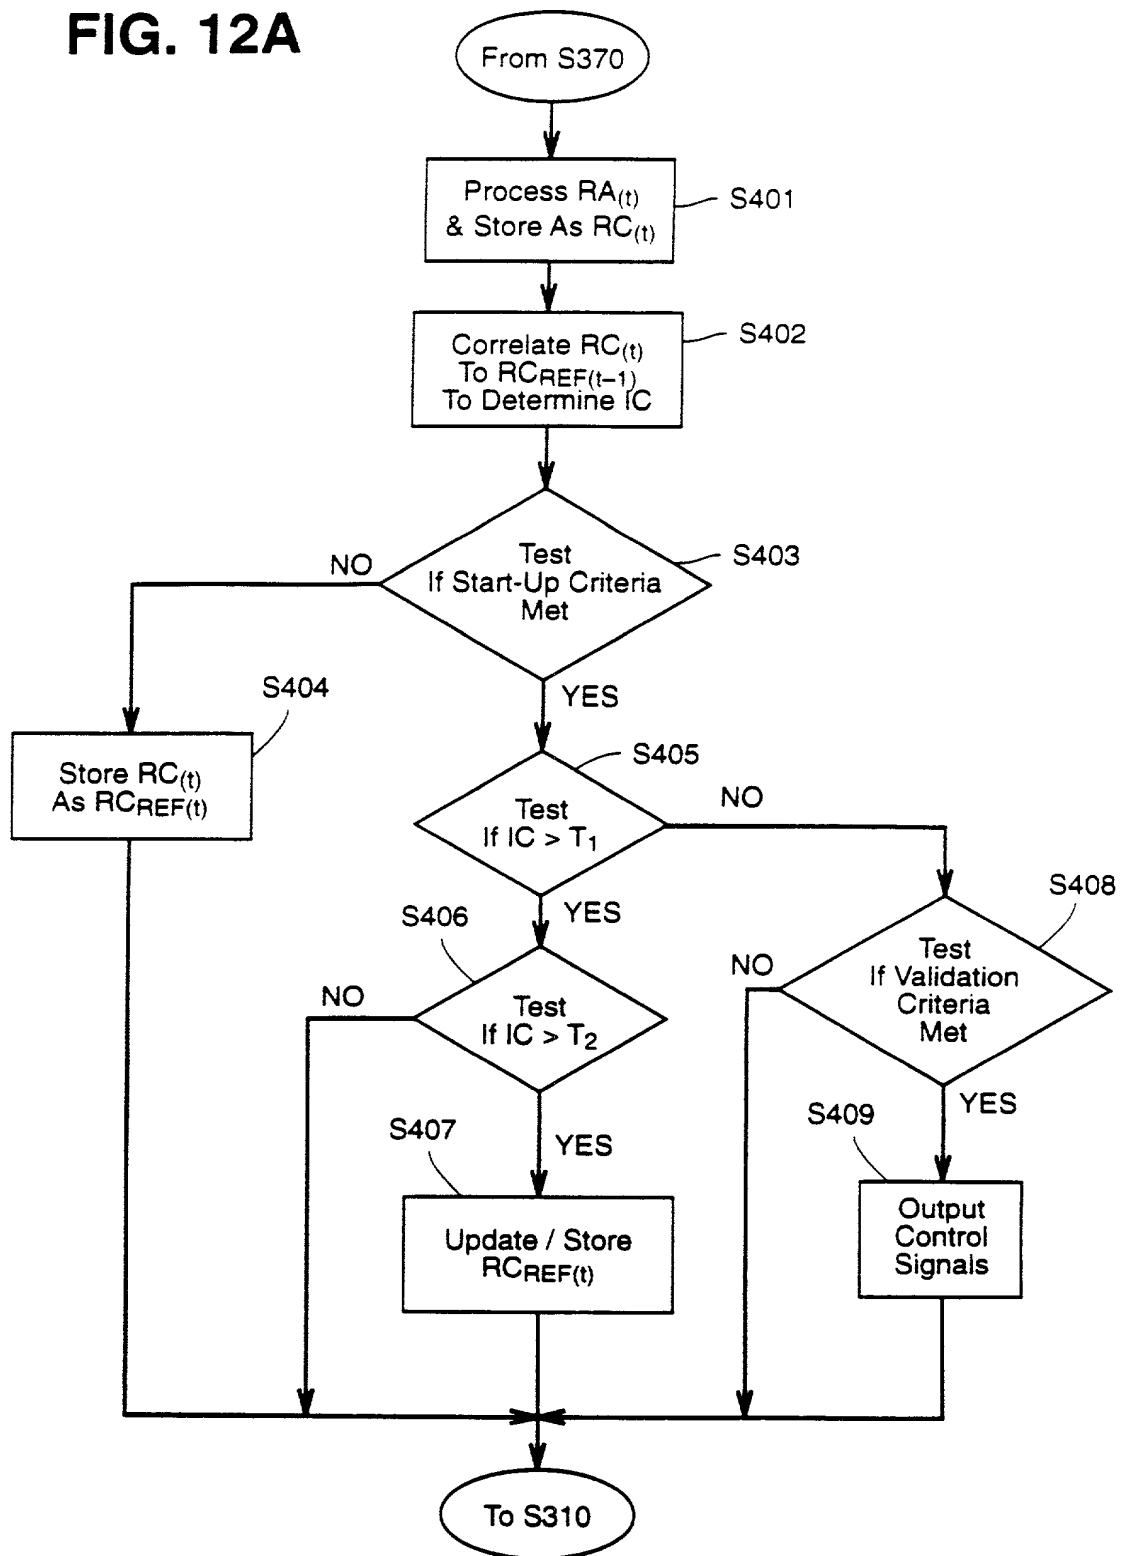 FIG. 12A
From S370
Process RA(t)
& Store As RC(t)
S401
Correlate RC(t)
To RCREF(t–1)
To Determine IC
S402
Test
If Start-Up Criteria
Met
S403
NO
YES
S404
Store RC(t)
As RCREF(t)
S405
Test
If IC > T1
NO
YES
S406
Test
If IC > T2
NO
YES
S408
Test
If Validation
Criteria
Met
NO
YES
S407
Update / Store
RCREF(t)
S409
Output
Control
Signals
To S310